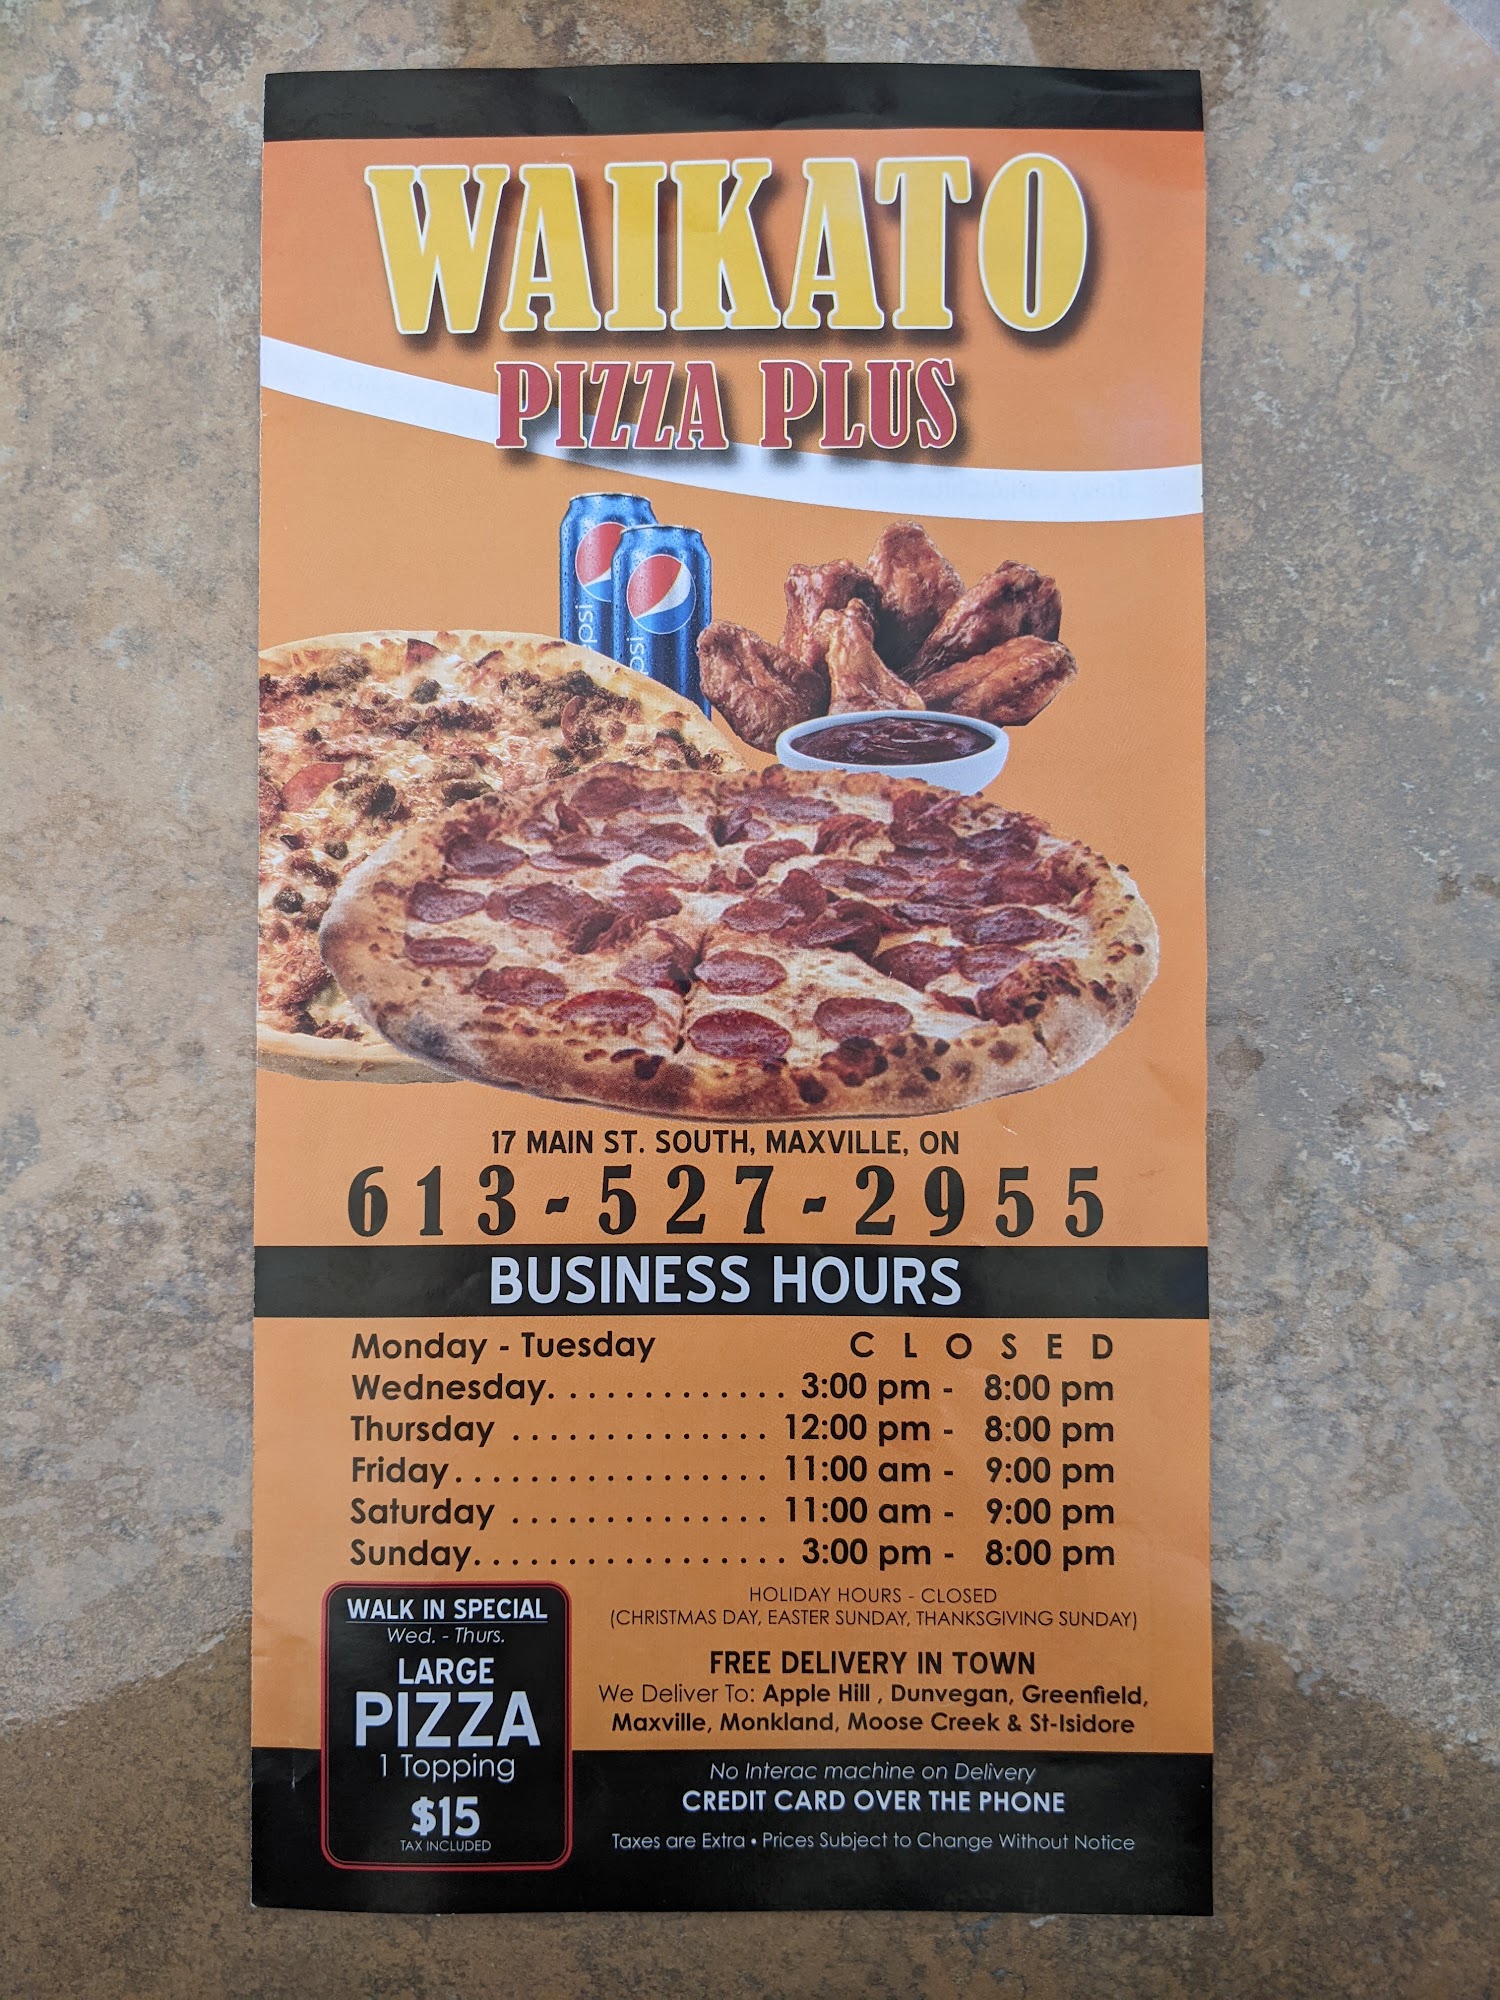 WAIKATO
PIZZA PLUS
psi
psi
17 MAIN ST. SOUTH, MAXVILLE, ON
613-527-2955
BUSINESS HOURS
Monday - Tuesday CLOSED
Wednesday. . . . . . . . . . . . . 3:00 pm - 8:00 pm
Thursday . . . . . . . . . . . . . . 12:00 pm - 8:00 pm
Friday. . . . . . . . . . . . . . . . . 11:00 am - 9:00 pm
Saturday . . . . . . . . . . . . . . 11:00 am - 9:00 pm
Sunday. . . . . . . . . . . . . . . . . 3:00 pm - 8:00 pm
HOLIDAY HOURS - CLOSED
(CHRISTMAS DAY, EASTER SUNDAY, THANKSGIVING SUNDAY)
FREE DELIVERY IN TOWN
We Deliver To: Apple Hill , Dunvegan, Greenfield,
Maxville, Monkland, Moose Creek & St-Isidore
No Interac machine on Delivery
CREDIT CARD OVER THE PHONE
Taxes are Extra • Prices Subject to Change Without Notice
WALK IN SPECIAL
Wed. - Thurs.
LARGE
PIZZA
1 Topping
$15
TAX INCLUDED